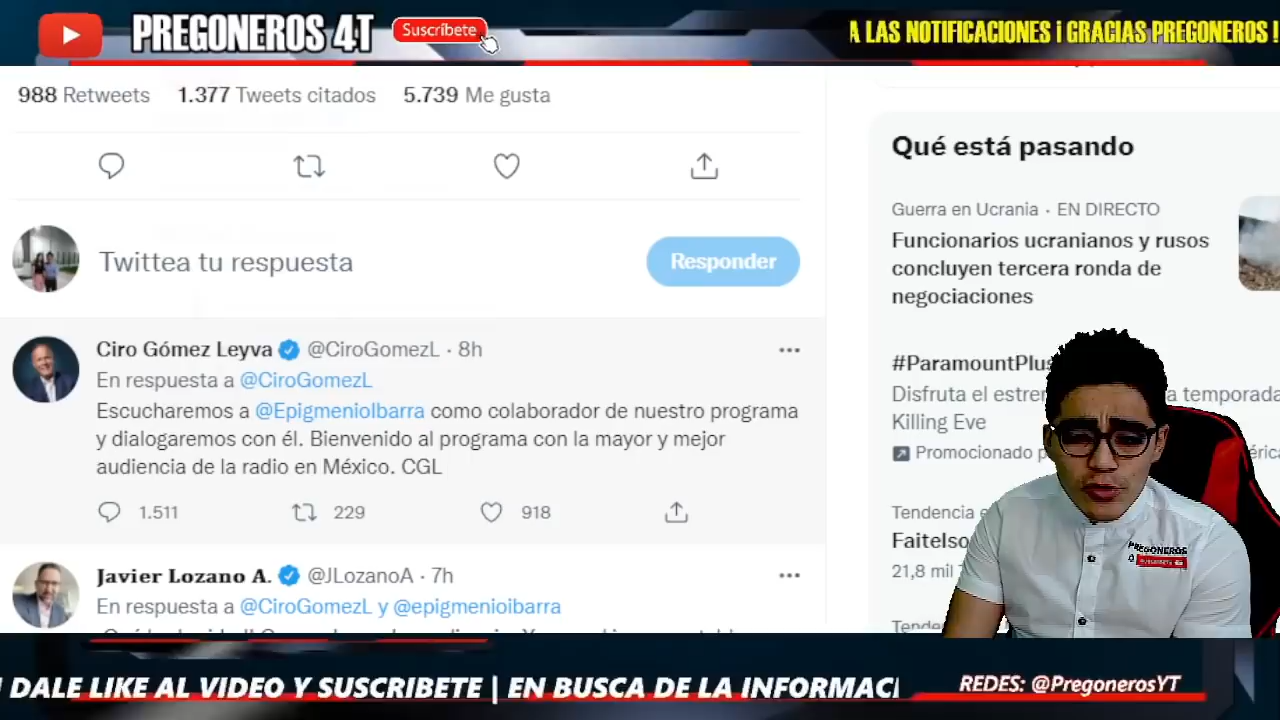 PREGONEROS 4T
Suscríbete
A LAS NOTIFICACIONES ¡ GRACIAS PREGONEROS !
988 Retweets 1.377 Tweets citados 5.739 Me gusta
Qué está pasando
Guerra en Ucrania · EN DIRECTO
Funcionarios ucranianos y rusos
concluyen tercera ronda de
negociaciones
Twittea tu respuesta
Responder
Ciro Gómez Leyva @CiroGomezL · 8h
En respuesta a @CiroGomezL
Escucharemos a @EpigmenioIbarra como colaborador de nuestro programa
y dialogaremos con él. Bienvenido al programa con la mayor y mejor
audiencia de la radio en México. CGL
1.511 229 918
#ParamountPlus
Disfruta el temporada
Killing Eve
Promocionado
Tendencia
21,8 mil
PREGONEROS
SUSCRIBETE
Javier Lozano A. @JLozanoA · 7h
En respuesta a @CiroGomezL y @epigmenioibarra
DALE LIKE AL VIDEO Y SUSCRIBETE | EN BUSCA DE LA INFORMACI
REDES: @PregonerosYT